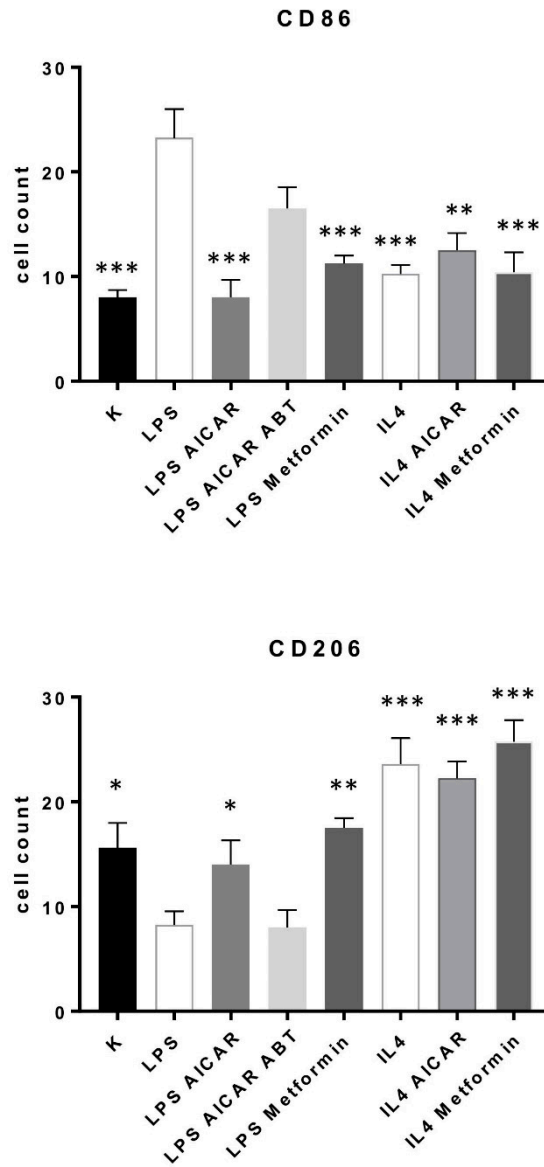 CD86
30
20
10
0
cell count
***
***
***
***
**
***
K
LPS
LPS AICAR
LPS AICAR ABT
LPS Metformin
IL4
IL4 AICAR
IL4 Metformin
CD206
30
20
10
0
cell count
*
*
**
***
***
***
K
LPS
LPS AICAR
LPS AICAR ABT
LPS Metformin
IL4
IL4 AICAR
IL4 Metformin